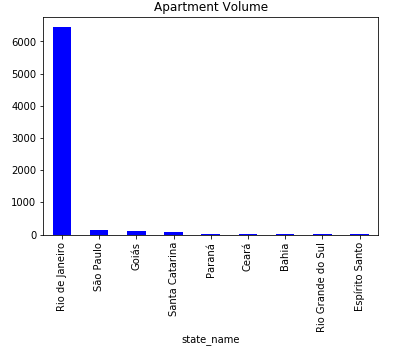 Apartment Volume
6000
5000
4000
3000
2000
1000
0
Rio de Janeiro
São Paulo
Goiás
Santa Catarina
Paraná
Ceará
Bahia
Rio Grande do Sul
Espírito Santo
state_name